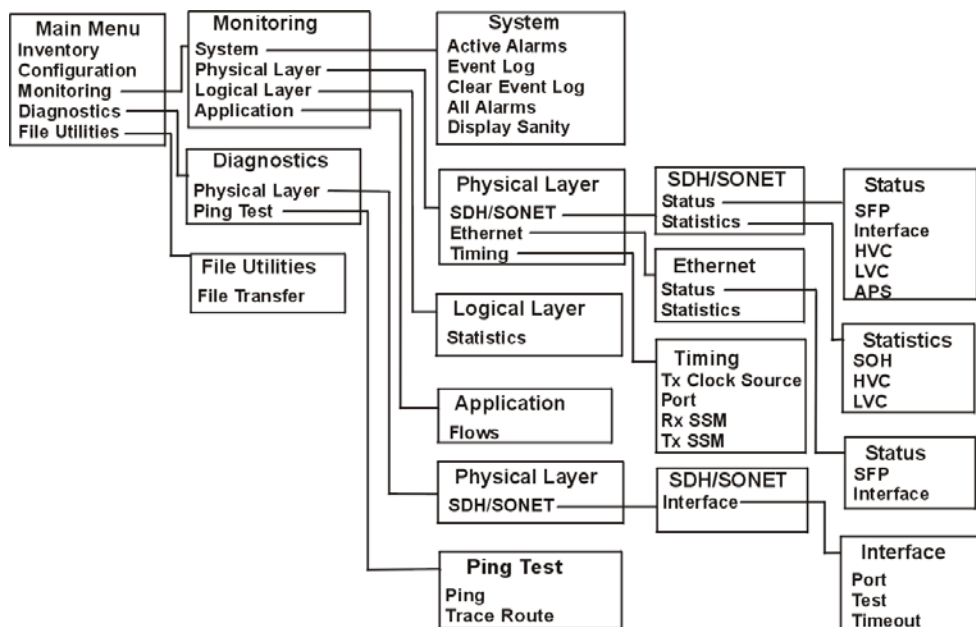 Main Menu
Inventory
Configuration
Monitoring
Diagnostics
File Utilities
Monitoring
System
Physical Layer
Logical Layer
Application
Diagnostics
Physical Layer
Ping Test
File Utilities
File Transfer
System
Active Alarms
Event Log
Clear Event Log
All Alarms
Display Sanity
Physical Layer
SDH/SONET
Ethernet
Timing
Logical Layer
Statistics
Application
Flows
Physical Layer
SDH/SONET
Ping Test
Ping
Trace Route
SDH/SONET
Status
Statistics
Ethernet
Status
Statistics
Timing
Tx Clock Source
Port
Rx SSM
Tx SSM
SDH/SONET
Interface
Status
SFP
Interface
HVC
LVC
APS
Statistics
SOH
HVC
LVC
Status
SFP
Interface
Interface
Port
Test
Timeout